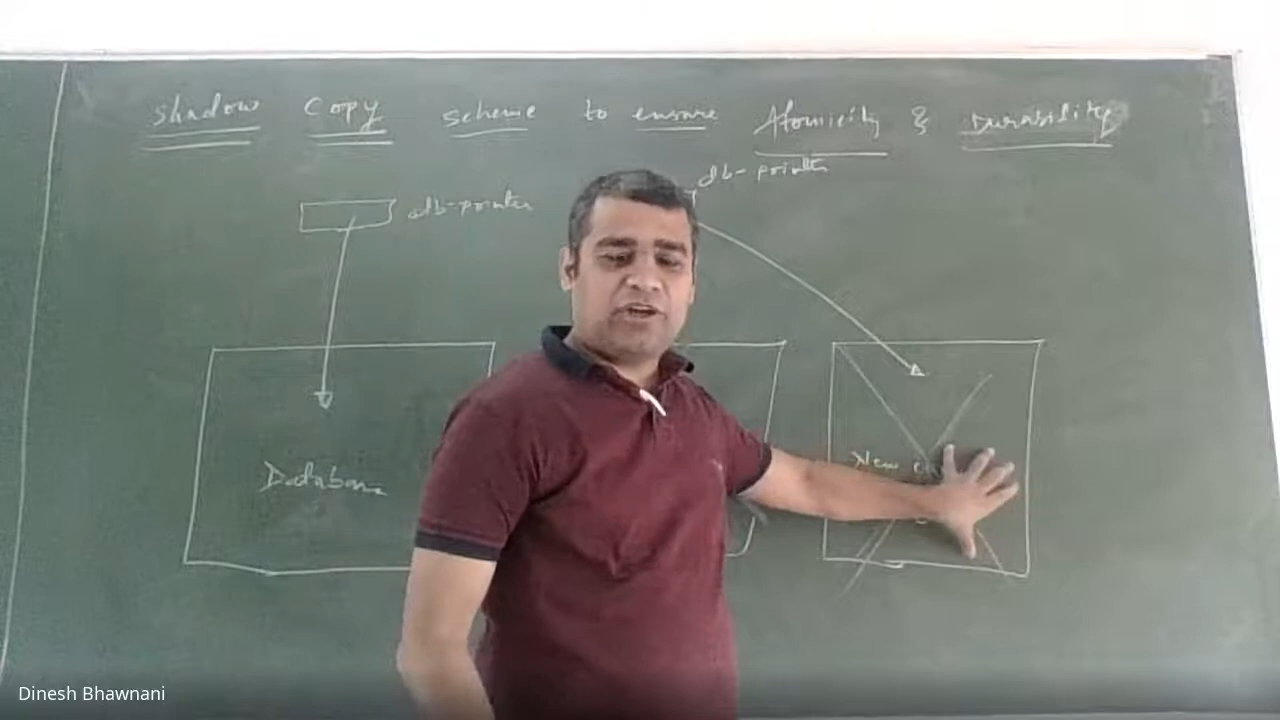 Shadow Copy scheme to ensure Atomicity & Durability
db-pointer
db-pointer
Database
New
Dinesh Bhawnani